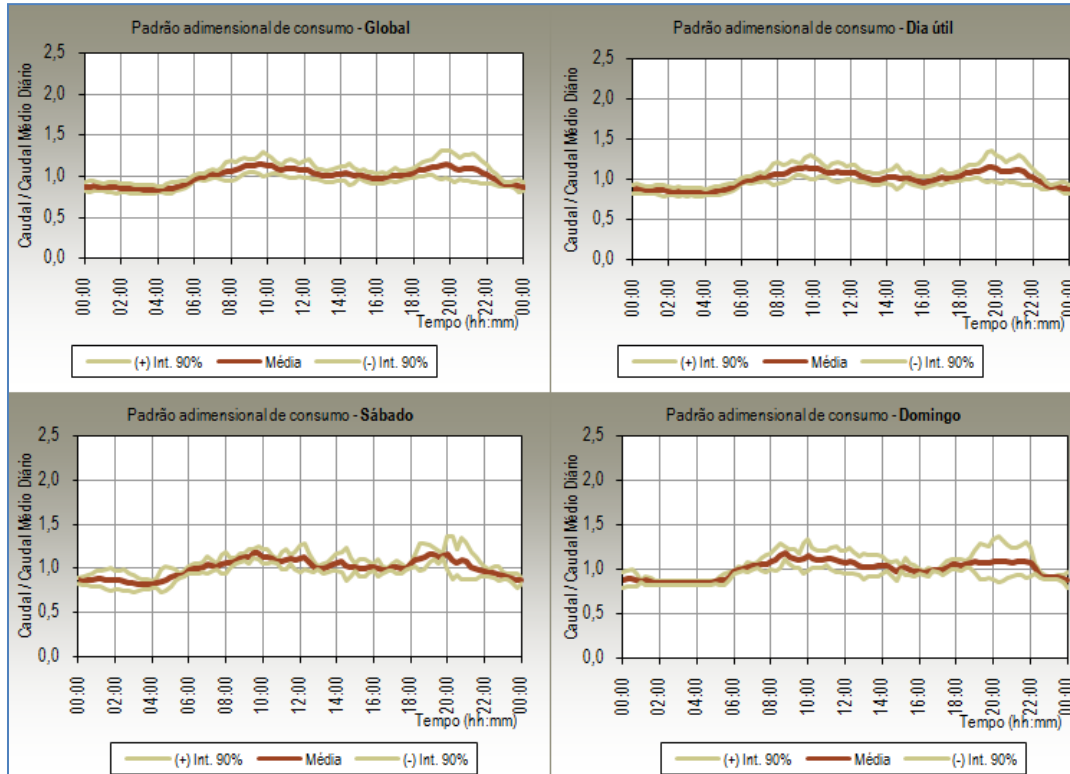 Padrão adimensional de consumo - Global
Caudal / Caudal Médio Diário
2,5
2,0
1,5
1,0
0,5
0,0
00:00 02:00 04:00 06:00 08:00 10:00 12:00 14:00 16:00 18:00 20:00 22:00 00:00
Tempo (hh:mm)
(+) Int. 90% Média (-) Int. 90%
Padrão adimensional de consumo - Dia útil
Caudal / Caudal Médio Diário
2,5
2,0
1,5
1,0
0,5
0,0
00:00 02:00 04:00 06:00 08:00 10:00 12:00 14:00 16:00 18:00 20:00 22:00 00:00
Tempo (hh:mm)
(+) Int. 90% Média (-) Int. 90%
Padrão adimensional de consumo - Sábado
Caudal / Caudal Médio Diário
2,5
2,0
1,5
1,0
0,5
0,0
00:00 02:00 04:00 06:00 08:00 10:00 12:00 14:00 16:00 18:00 20:00 22:00 00:00
Tempo (hh:mm)
(+) Int. 90% Média (-) Int. 90%
Padrão adimensional de consumo - Domingo
Caudal / Caudal Médio Diário
2,5
2,0
1,5
1,0
0,5
0,0
00:00 02:00 04:00 06:00 08:00 10:00 12:00 14:00 16:00 18:00 20:00 22:00 00:00
Tempo (hh:mm)
(+) Int. 90% Média (-) Int. 90%